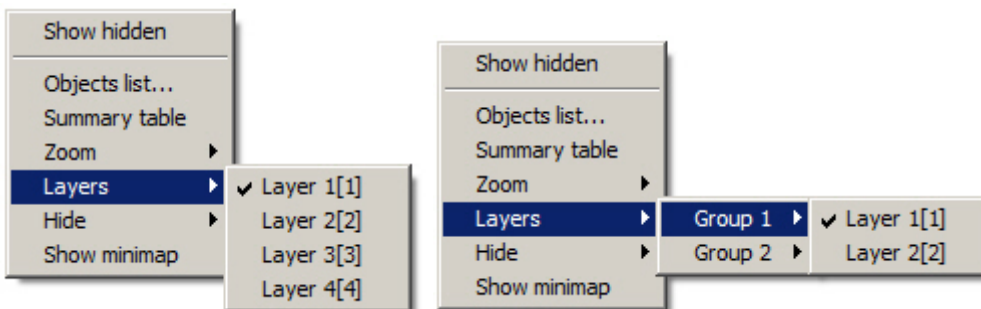 Show hidden
Objects list...
Summary table
Zoom
Layers
Hide
Show minimap
Layer 1[1]
Layer 2[2]
Layer 3[3]
Layer 4[4]
Show hidden
Objects list...
Summary table
Zoom
Layers
Hide
Show minimap
Group 1
Group 2
Layer 1[1]
Layer 2[2]